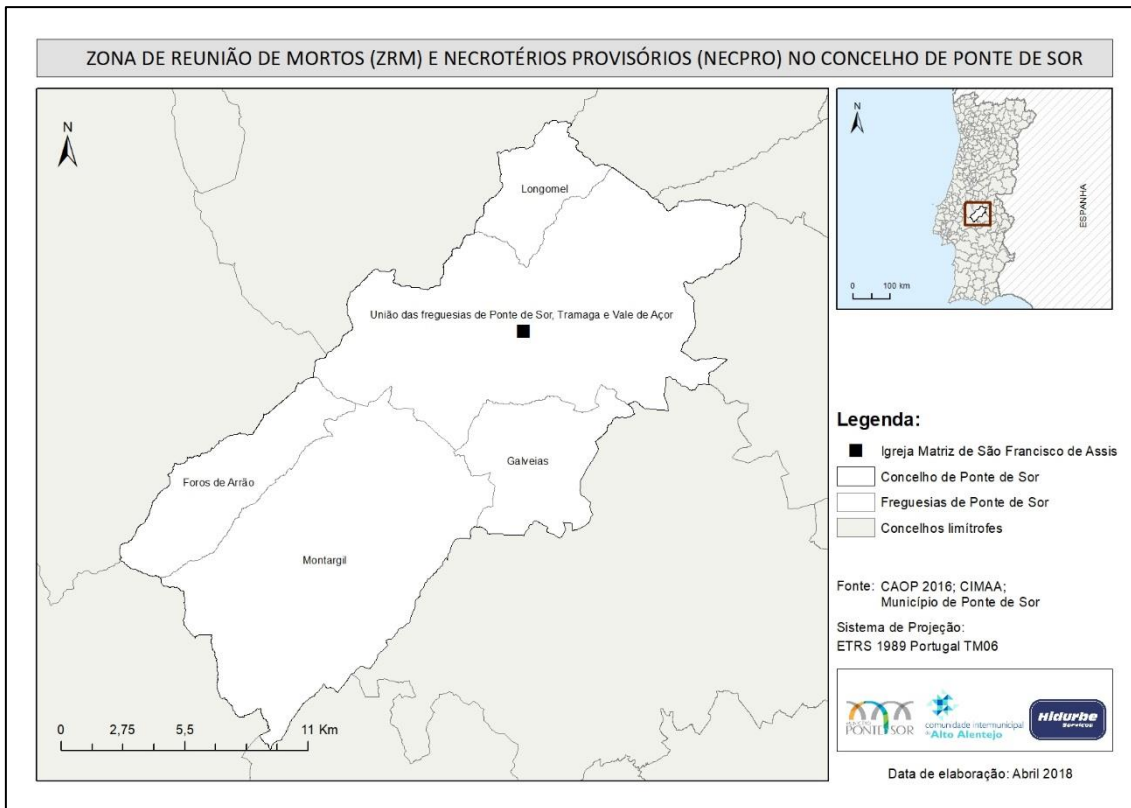 ZONA DE REUNIÃO DE MORTOS (ZRM) E NECROTÉRIOS PROVISÓRIOS (NECPRO) NO CONCELHO DE PONTE DE SOR
N
Longomel
União das freguesias de Ponte de Sor, Tramaga e Vale de Açor
Galveias
Foros de Arrão
Montargil
0 2,75 5,5 11 Km
N
ESPANHA
0 100 km
Legenda:
Igreja Matriz de São Francisco de Assis
Concelho de Ponte de Sor
Freguesias de Ponte de Sor
Concelhos limítrofes
Fonte: CAOP 2016; CIMAA;
Município de Ponte de Sor
Sistema de Projeção:
ETRS 1989 Portugal TM06
MUNICÍPIO
PONTE SOR
comunidade intermunicipal
Alto Alentejo
Hidurbe
Serviços
Data de elaboração: Abril 2018